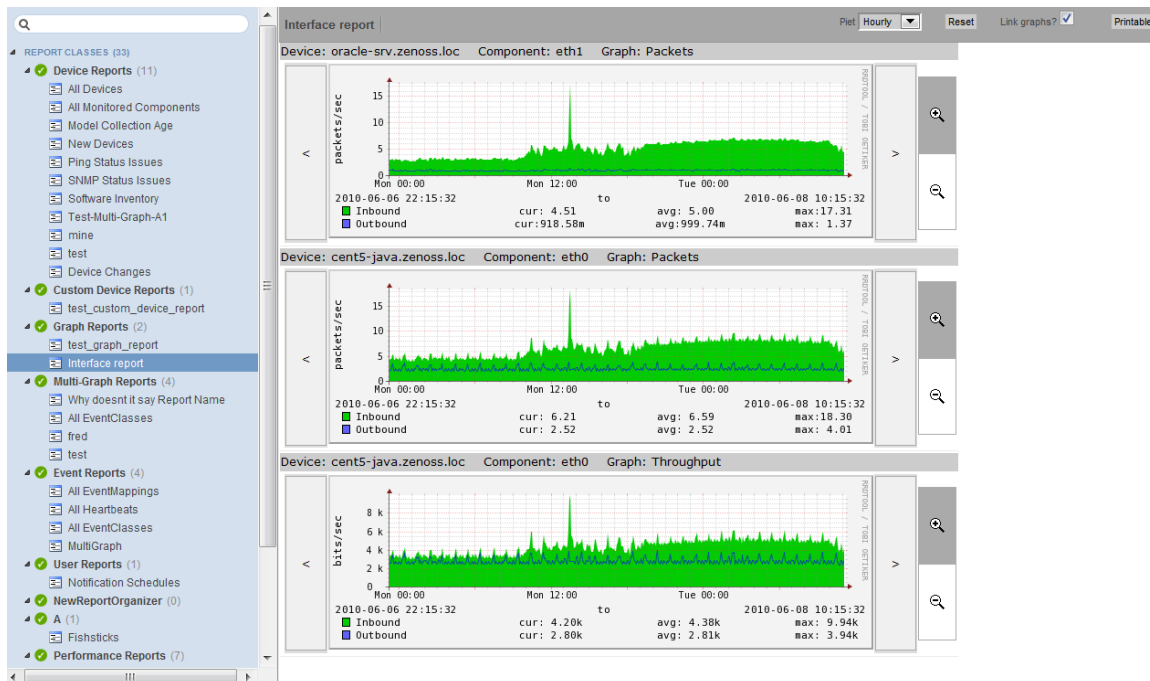 REPORT CLASSES (33)
Device Reports (11)
All Devices
All Monitored Components
Model Collection Age
New Devices
Ping Status Issues
SNMP Status Issues
Software Inventory
Test-Multi-Graph-A1
mine
test
Device Changes
Custom Device Reports (1)
test_custom_device_report
Graph Reports (2)
test_graph_report
Interface report
Multi-Graph Reports (4)
Why doesnt it say Report Name
All EventClasses
fred
test
Event Reports (4)
All EventMappings
All Heartbeats
All EventClasses
MultiGraph
User Reports (1)
Notification Schedules
NewReportOrganizer (0)
A (1)
Fishsticks
Performance Reports (7)
Interface report Piet Hourly Reset Link graphs? Printable
Device: oracle-srv.zenoss.loc Component: eth1 Graph: Packets
<
packets/sec
15
10
5
0
Mon 00:00 Mon 12:00 Tue 00:00
2010-06-06 22:15:32 to 2010-06-08 10:15:32
Inbound cur: 4.51 avg: 5.00 max:17.31
Outbound cur:918.58m avg:999.74m max: 1.37
RRDTOOL / TOBI OETIKER
>
Device: cent5-java.zenoss.loc Component: eth0 Graph: Packets
<
packets/sec
15
10
5
0
Mon 00:00 Mon 12:00 Tue 00:00
2010-06-06 22:15:32 to 2010-06-08 10:15:32
Inbound cur: 6.21 avg: 6.59 max:18.30
Outbound cur: 2.52 avg: 2.52 max: 4.01
RRDTOOL / TOBI OETIKER
>
Device: cent5-java.zenoss.loc Component: eth0 Graph: Throughput
<
bits/sec
8 k
6 k
4 k
2 k
0
Mon 00:00 Mon 12:00 Tue 00:00
2010-06-06 22:15:32 to 2010-06-08 10:15:32
Inbound cur: 4.20k avg: 4.38k max: 9.94k
Outbound cur: 2.80k avg: 2.81k max: 3.94k
RRDTOOL / TOBI OETIKER
>